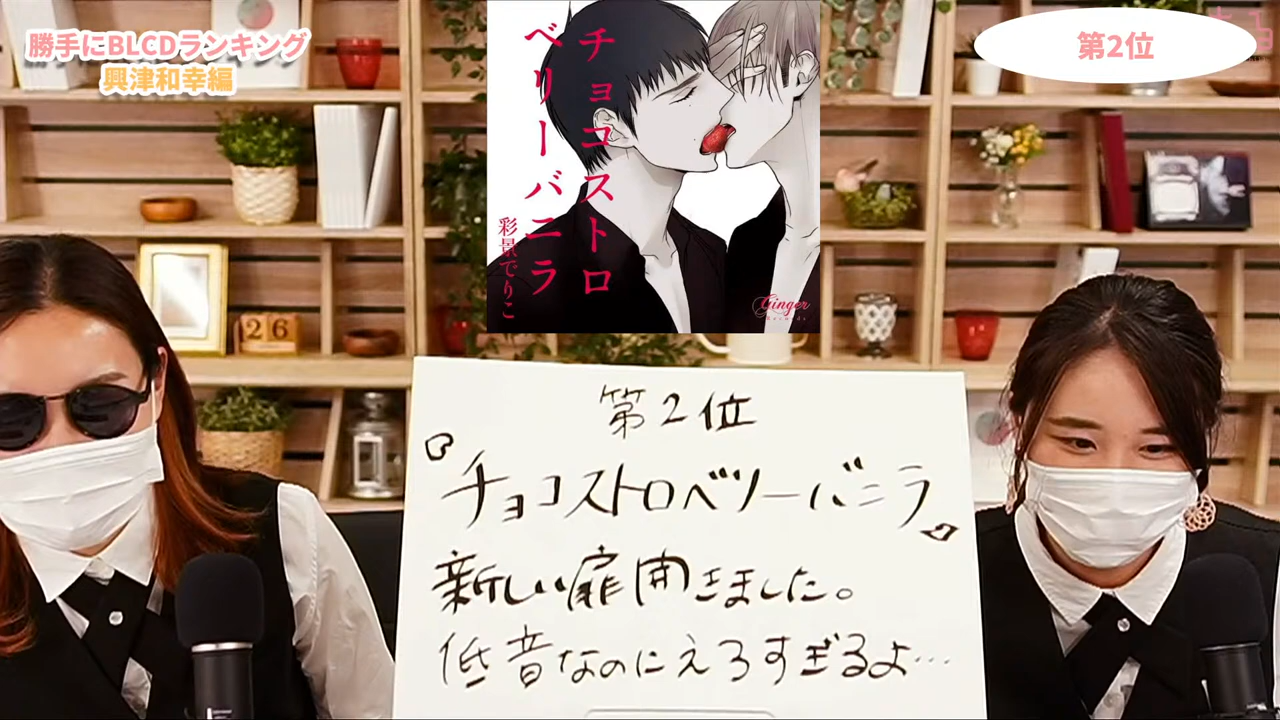 勝手にBLCDランキング
興津和幸編
第2位
チョコストロ
ベリーバニラ
彩景でりこ
Ginger
Records
26
第2位
『チョコストロベリーバニラ』
新しい扉開きました。
低音なのにえろすぎるよ…